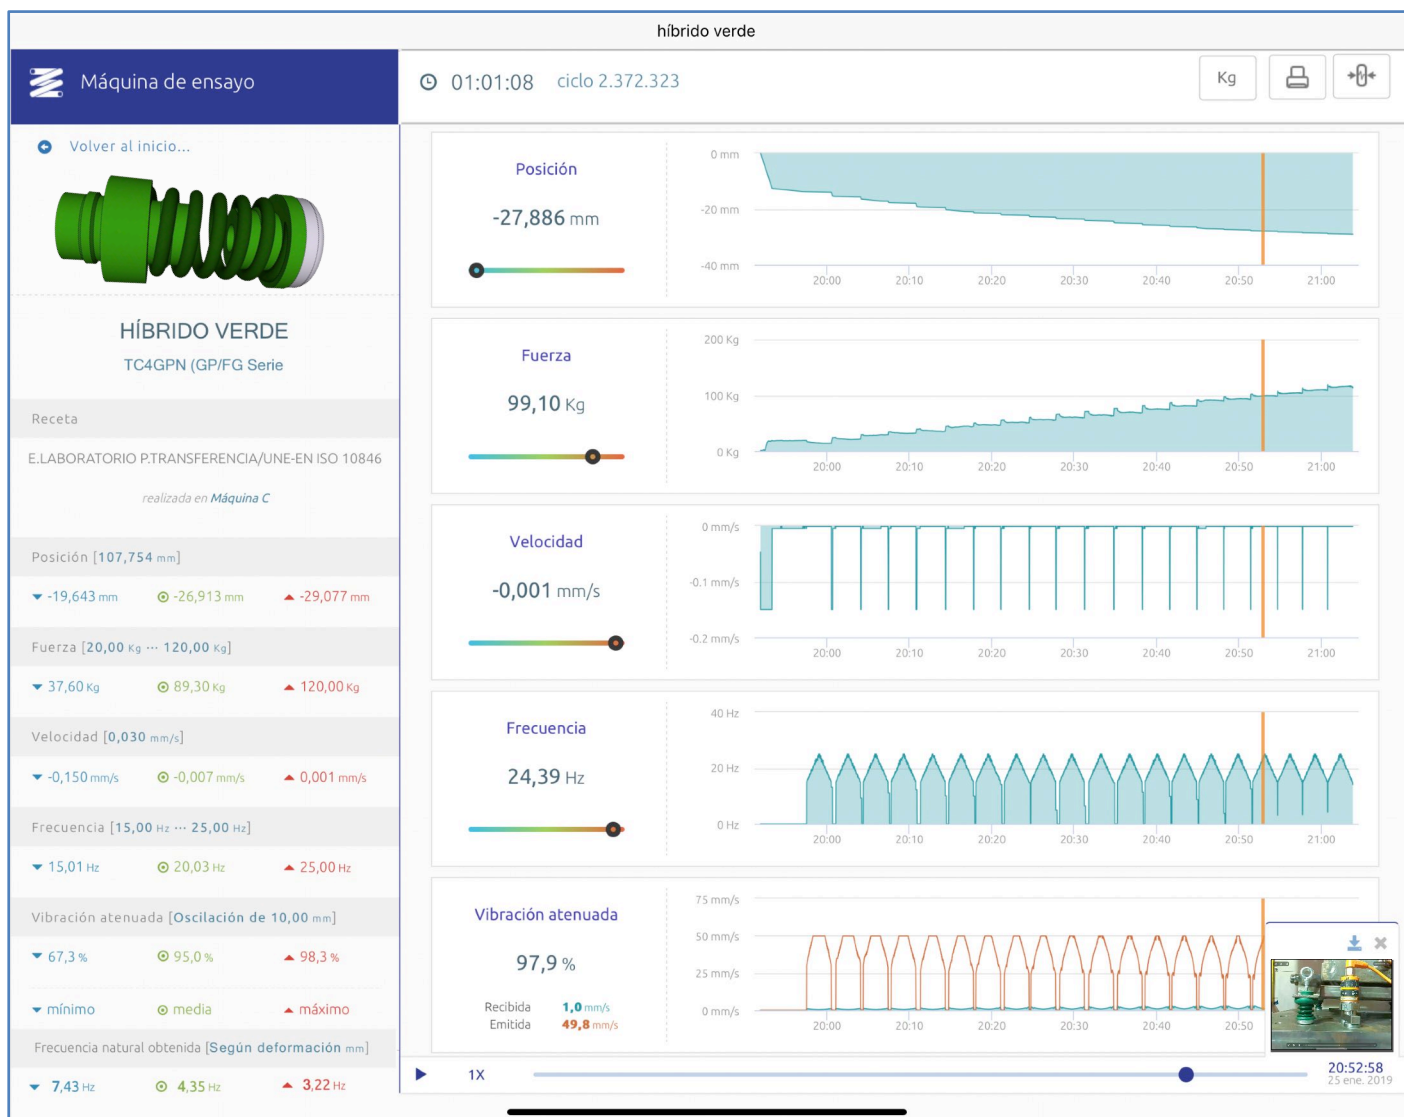 híbrido verde
Máquina de ensayo
01:01:08 ciclo 2.372.323
Kg
Volver al inicio...
HÍBRIDO VERDE
TC4GPN (GP/FG Serie
Receta
E.LABORATORIO P.TRANSFERENCIA/UNE-EN ISO 10846
realizada en Máquina C
Posición [107,754 mm]
-19,643 mm -26,913 mm -29,077 mm
Fuerza [20,00 Kg ... 120,00 Kg]
37,60 Kg 89,30 Kg 120,00 Kg
Velocidad [0,030 mm/s]
-0,150 mm/s -0,007 mm/s 0,001 mm/s
Frecuencia [15,00 Hz ... 25,00 Hz]
15,01 Hz 20,03 Hz 25,00 Hz
Vibración atenuada [Oscilación de 10,00 mm]
67,3 % 95,0 % 98,3 %
mínimo media máximo
Frecuencia natural obtenida [Según deformación mm]
7,43 Hz 4,35 Hz 3,22 Hz
Posición
-27,886 mm
0 mm
-20 mm
-40 mm
20:00 20:10 20:20 20:30 20:40 20:50 21:00
Fuerza
99,10 Kg
200 Kg
100 Kg
0 Kg
20:00 20:10 20:20 20:30 20:40 20:50 21:00
Velocidad
-0,001 mm/s
0 mm/s
-0.1 mm/s
-0.2 mm/s
20:00 20:10 20:20 20:30 20:40 20:50 21:00
Frecuencia
24,39 Hz
40 Hz
20 Hz
0 Hz
20:00 20:10 20:20 20:30 20:40 20:50 21:00
Vibración atenuada
97,9 %
Recibida 1,0 mm/s
Emitida 49,8 mm/s
75 mm/s
50 mm/s
25 mm/s
0 mm/s
20:00 20:10 20:20 20:30 20:40 20:50
1X
20:52:58
25 ene. 2019